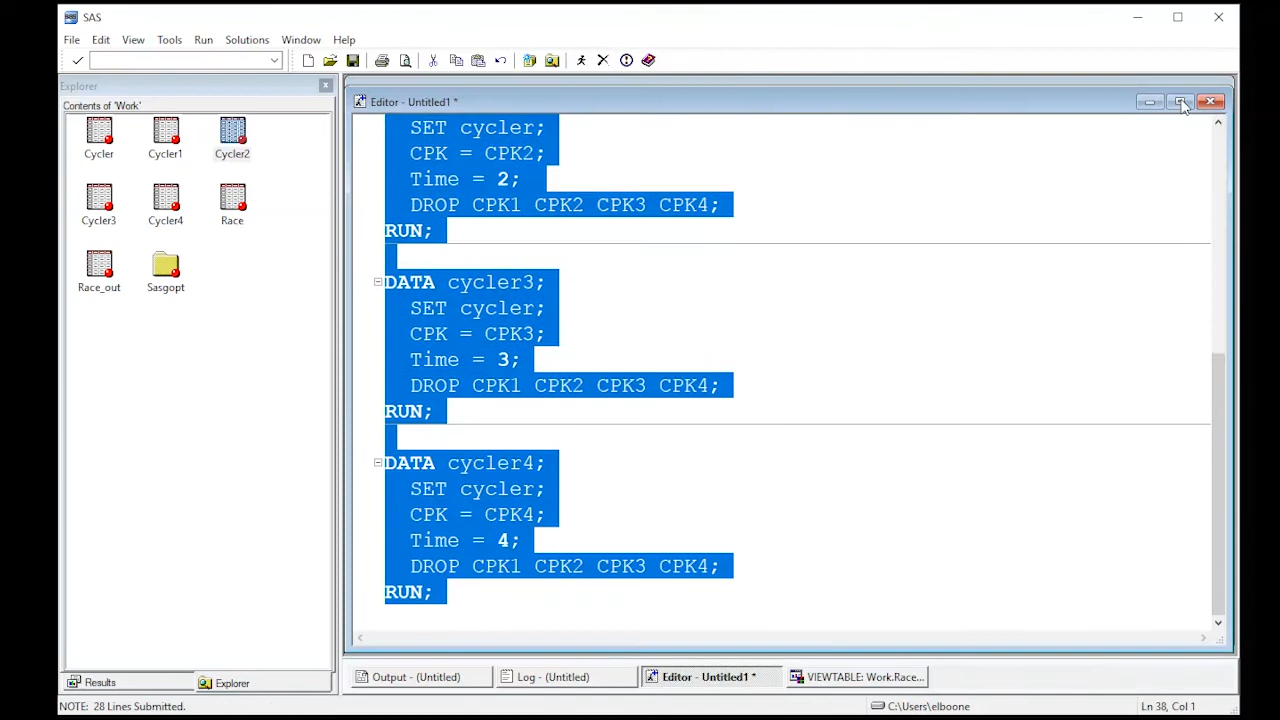 SAS
File Edit View Tools Run Solutions Window Help
Explorer
Contents of 'Work'
Cycler Cycler1 Cycler2
Cycler3 Cycler4 Race
Race_out Sasgopt
Results Explorer
Editor - Untitled1 *
SET cycler;
CPK = CPK2;
Time = 2;
DROP CPK1 CPK2 CPK3 CPK4;
RUN;
DATA cycler3;
SET cycler;
CPK = CPK3;
Time = 3;
DROP CPK1 CPK2 CPK3 CPK4;
RUN;
DATA cycler4;
SET cycler;
CPK = CPK4;
Time = 4;
DROP CPK1 CPK2 CPK3 CPK4;
RUN;
Output - (Untitled) Log - (Untitled) Editor - Untitled1 * VIEWTABLE: Work.Race...
NOTE: 28 Lines Submitted. C:\Users\elboone Ln 38, Col 1